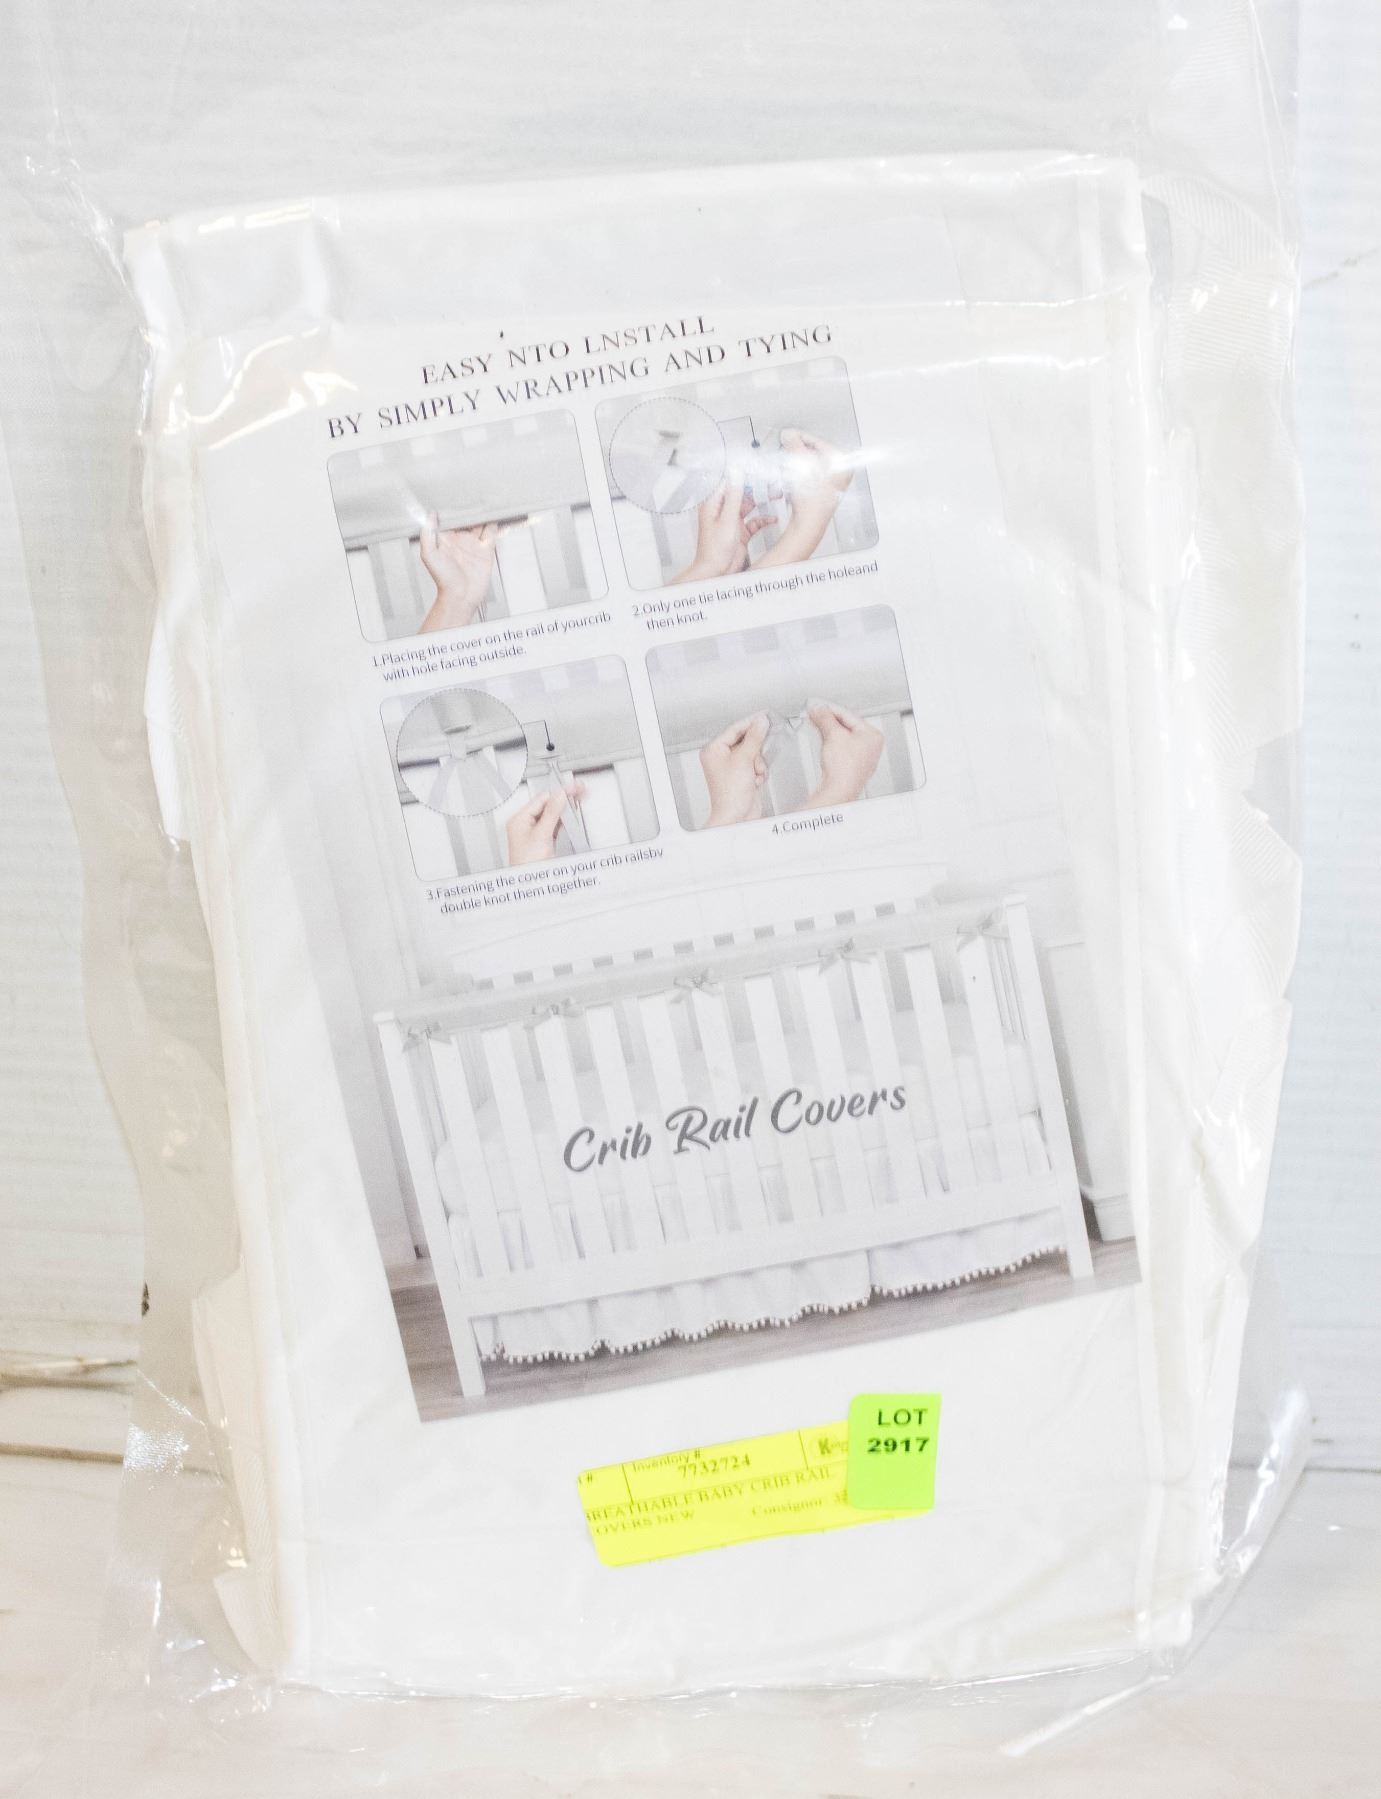 EASY NTO LNSTALL
BY SIMPLY WRAPPING AND TYING
1.Placing the cover on the rail of yourcrib
with hole facing outside.
2.Only one tie lacing through the holeand
then knot.
3.Fastening the cover on your crib railsby
double knot them together.
4.Complete
Crib Rail Covers
LOT
2917
#
Inventory #
7732724
BREATHABLE BABY CRIB RAIL
OVERS NEW
Consignor